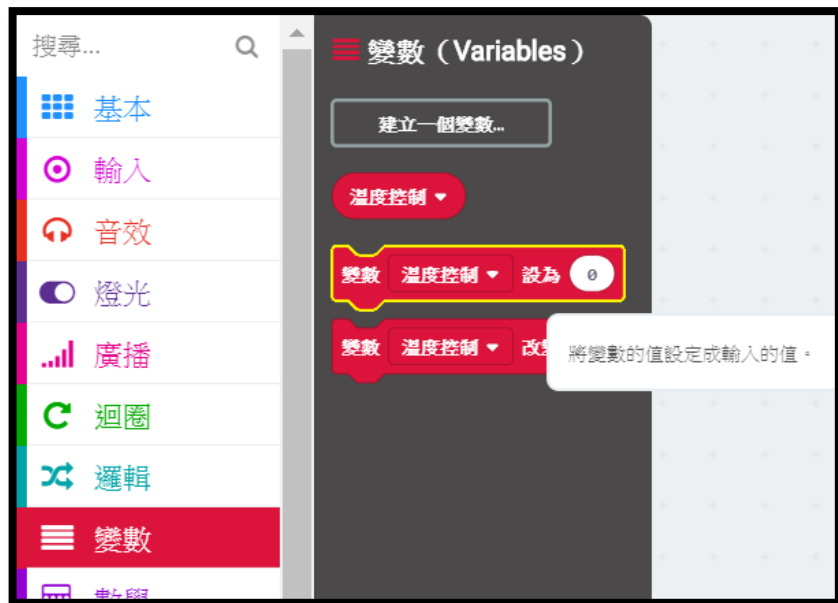 搜尋...
基本
輸入
音效
燈光
廣播
迴圈
邏輯
變數
數學
變數（Variables）
建立一個變數...
溫度控制
變數 溫度控制 設為 0
變數 溫度控制 改
將變數的值設定成輸入的值。